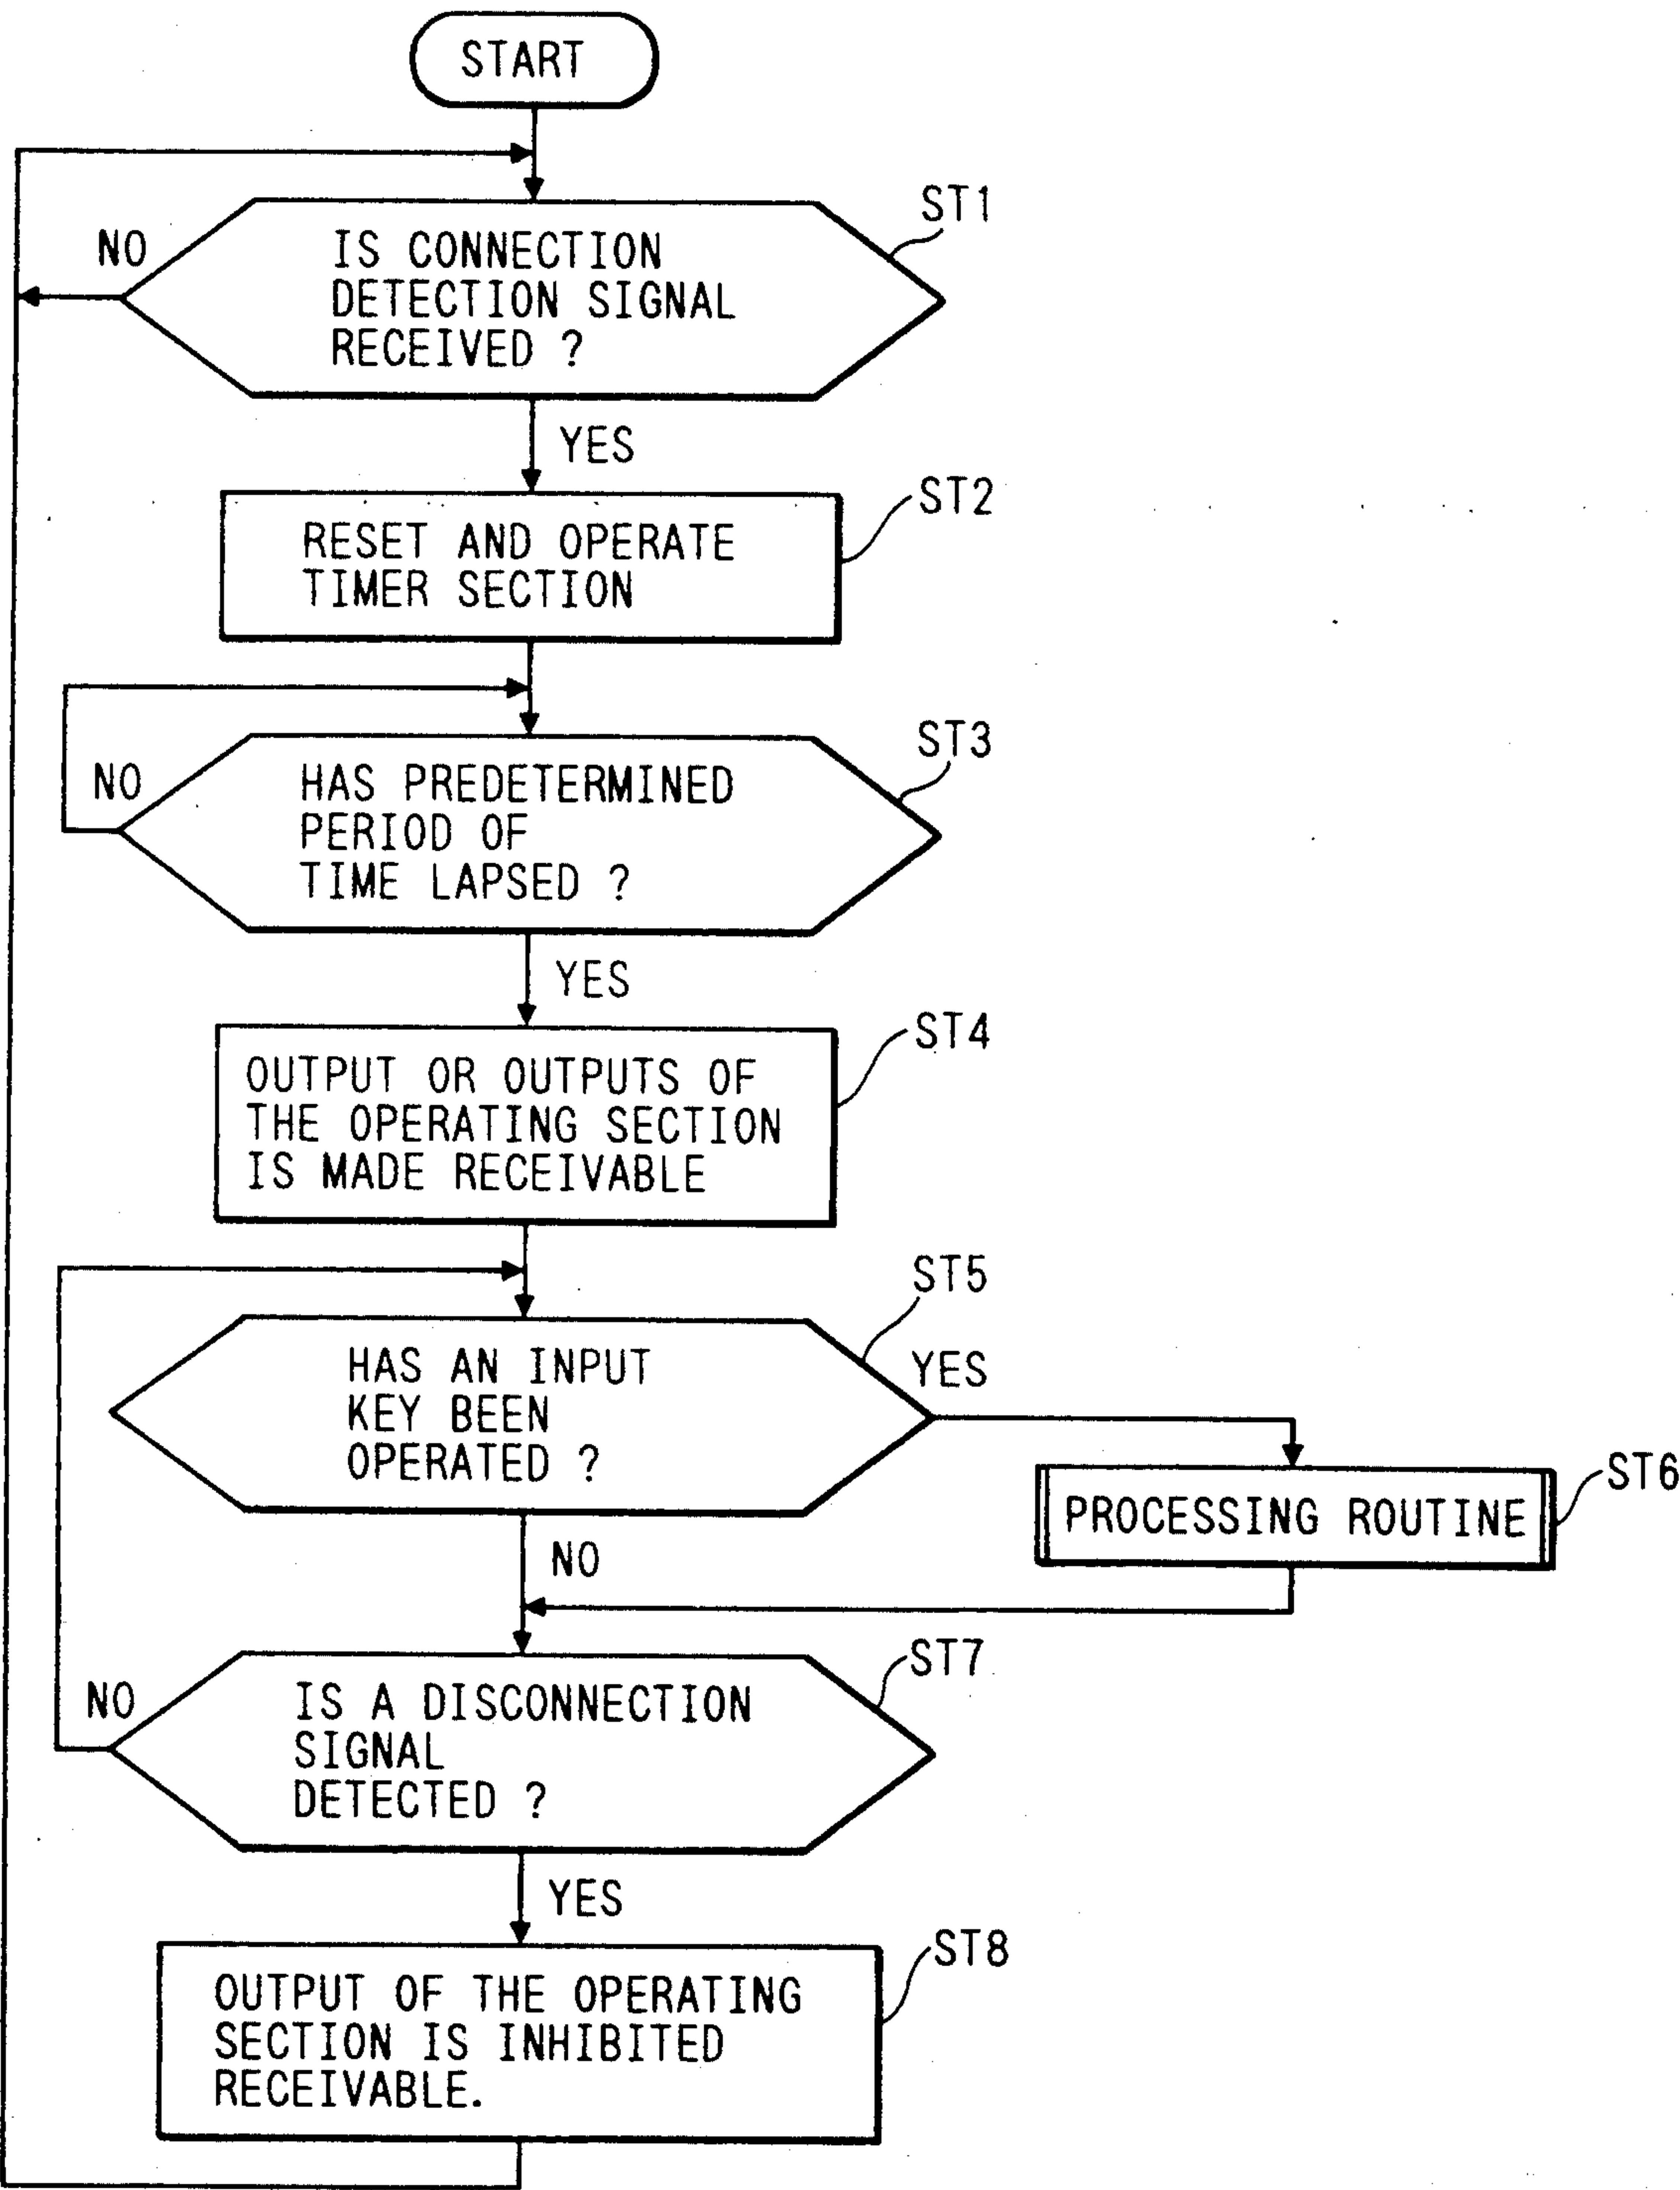 START
ST1
NO
IS CONNECTION
DETECTION SIGNAL
RECEIVED ?
YES
ST2
RESET AND OPERATE
TIMER SECTION
ST3
NO
HAS PREDETERMINED
PERIOD OF
TIME LAPSED ?
YES
ST4
OUTPUT OR OUTPUTS OF
THE OPERATING SECTION
IS MADE RECEIVABLE
ST5
HAS AN INPUT
KEY BEEN
OPERATED ?
YES
ST6
PROCESSING ROUTINE
NO
ST7
NO
IS A DISCONNECTION
SIGNAL
DETECTED ?
YES
ST8
OUTPUT OF THE OPERATING
SECTION IS INHIBITED
RECEIVABLE.